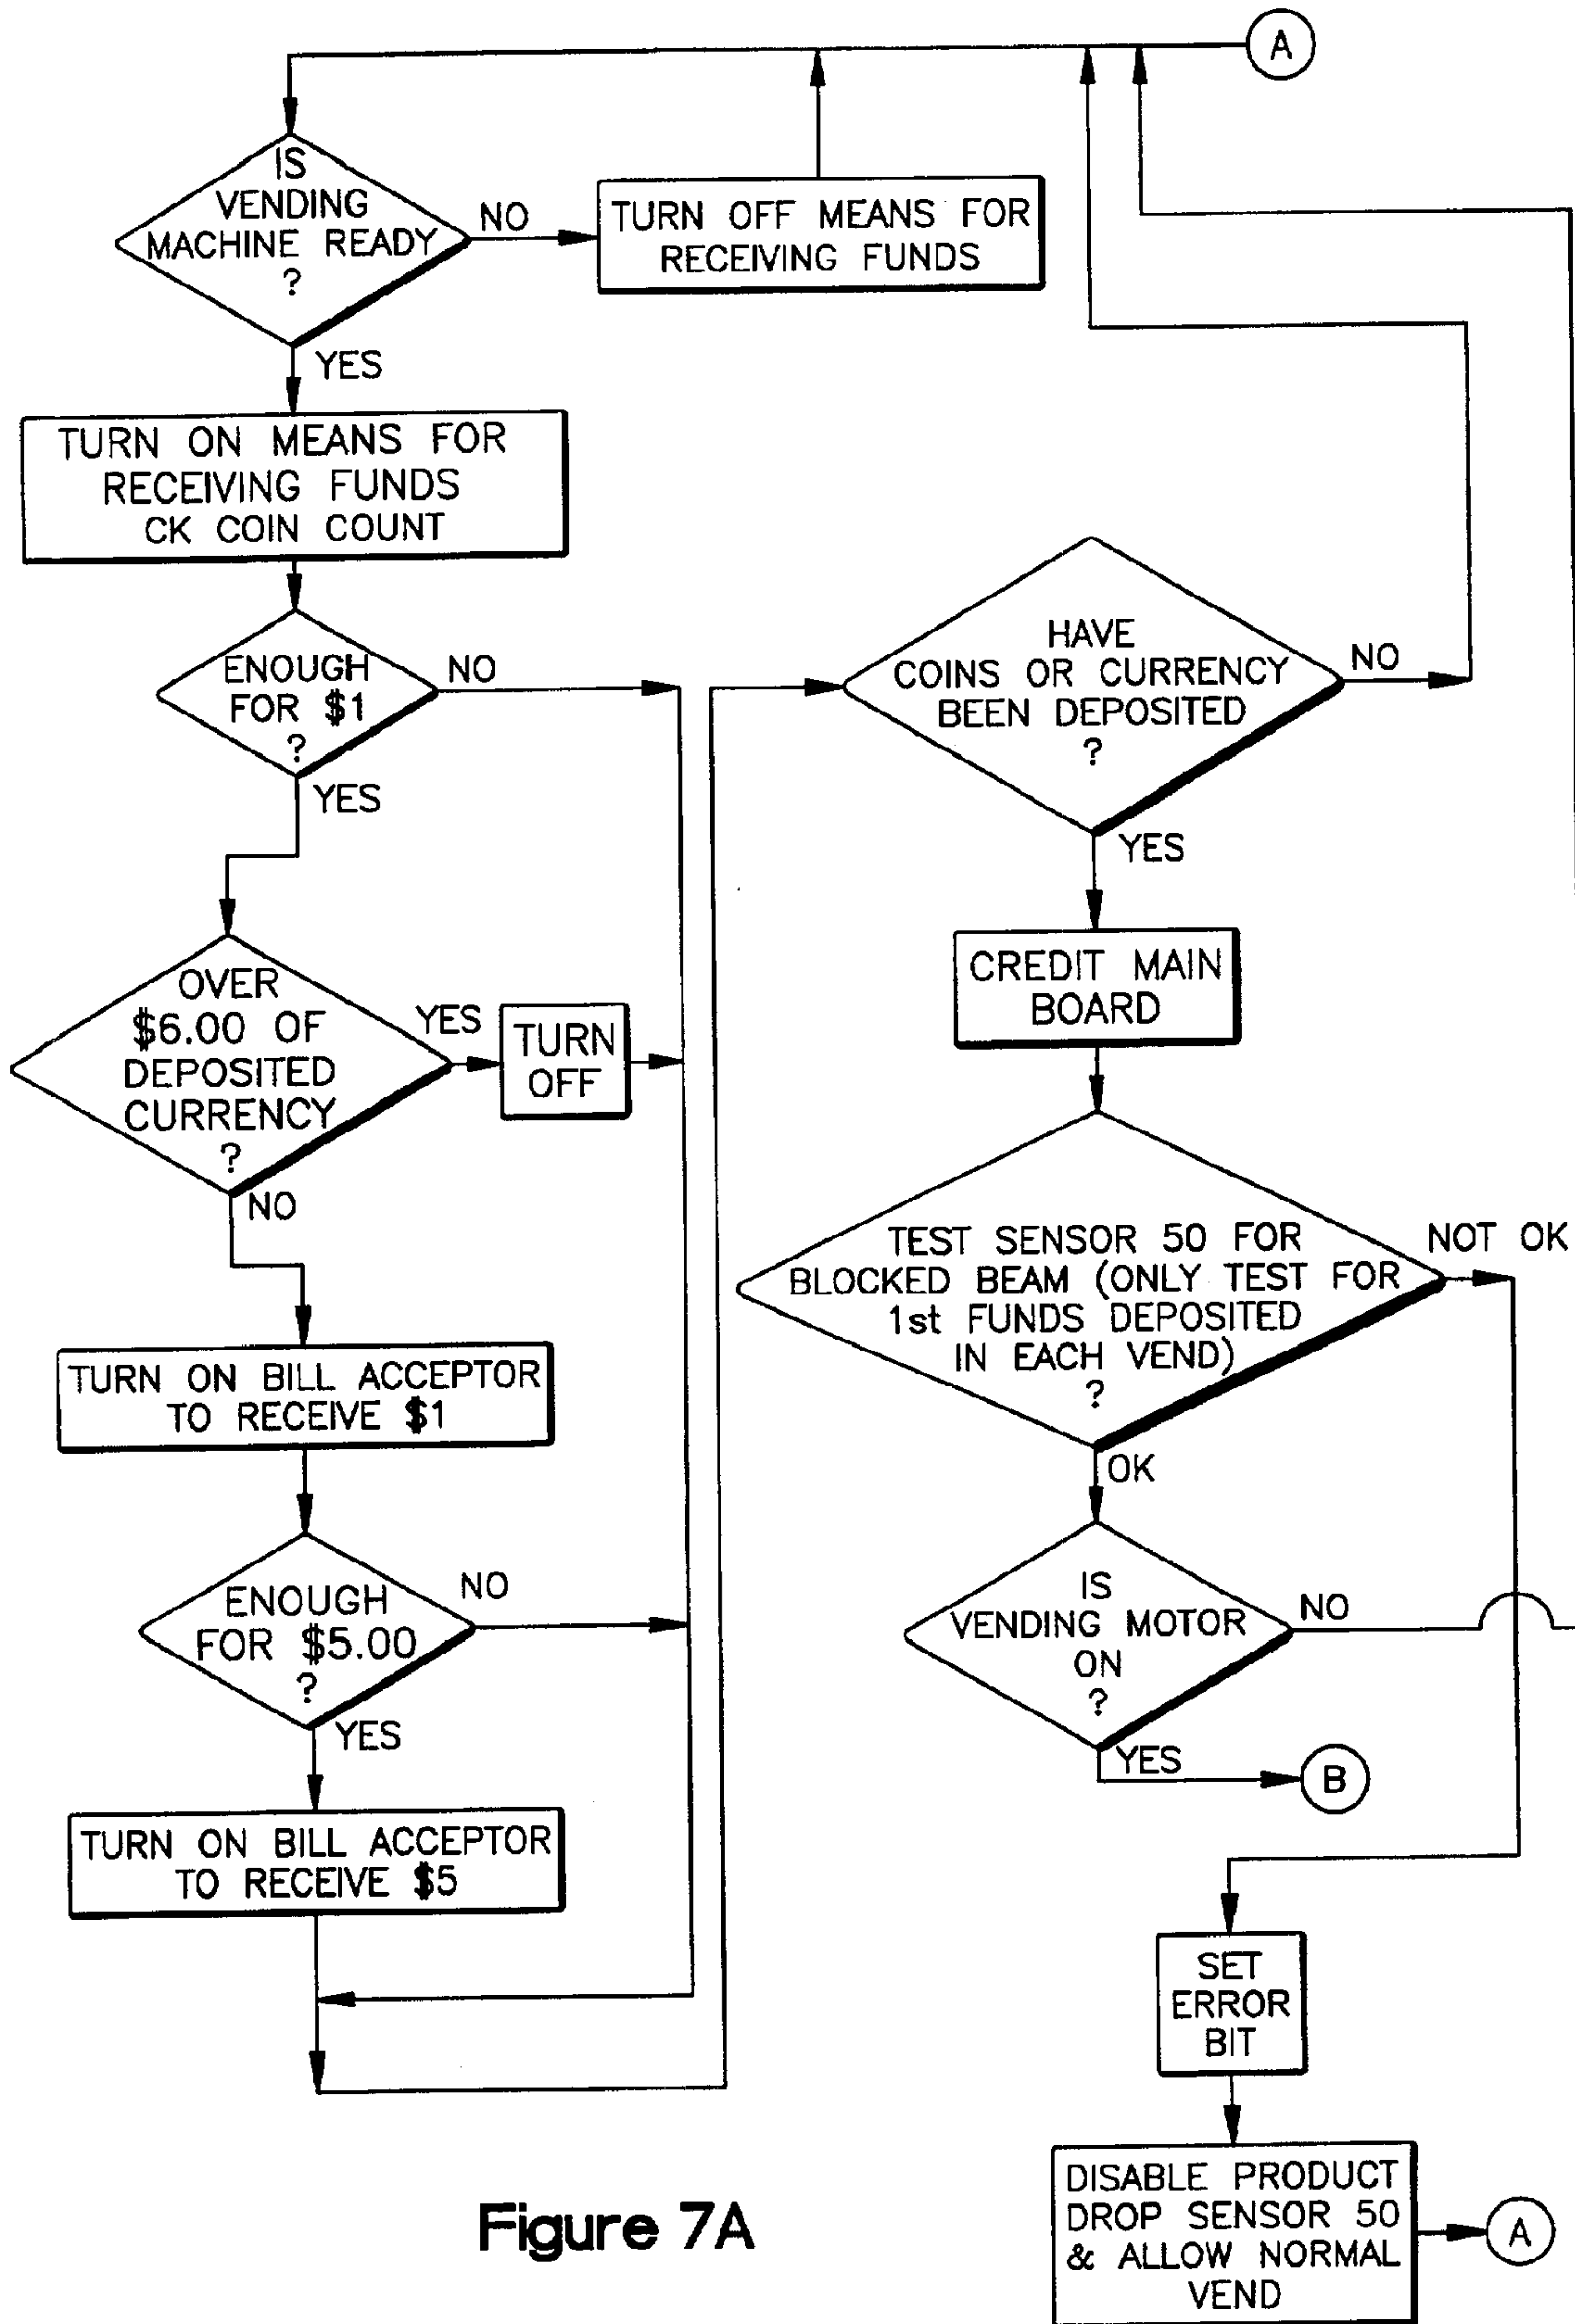 A
IS
VENDING
MACHINE READY
?
NO
TURN OFF MEANS FOR
RECEIVING FUNDS
YES
TURN ON MEANS FOR
RECEIVING FUNDS
CK COIN COUNT
ENOUGH
FOR $1
?
NO
YES
OVER
$6.00 OF
DEPOSITED
CURRENCY
?
YES
TURN
OFF
NO
TURN ON BILL ACCEPTOR
TO RECEIVE $1
ENOUGH
FOR $5.00
?
NO
YES
TURN ON BILL ACCEPTOR
TO RECEIVE $5
HAVE
COINS OR CURRENCY
BEEN DEPOSITED
?
NO
YES
CREDIT MAIN
BOARD
TEST SENSOR 50 FOR
BLOCKED BEAM (ONLY TEST FOR
1st FUNDS DEPOSITED
IN EACH VEND)
?
NOT OK
OK
IS
VENDING MOTOR
ON
?
NO
YES
B
SET
ERROR
BIT
DISABLE PRODUCT
DROP SENSOR 50
& ALLOW NORMAL
VEND
A
Figure 7A